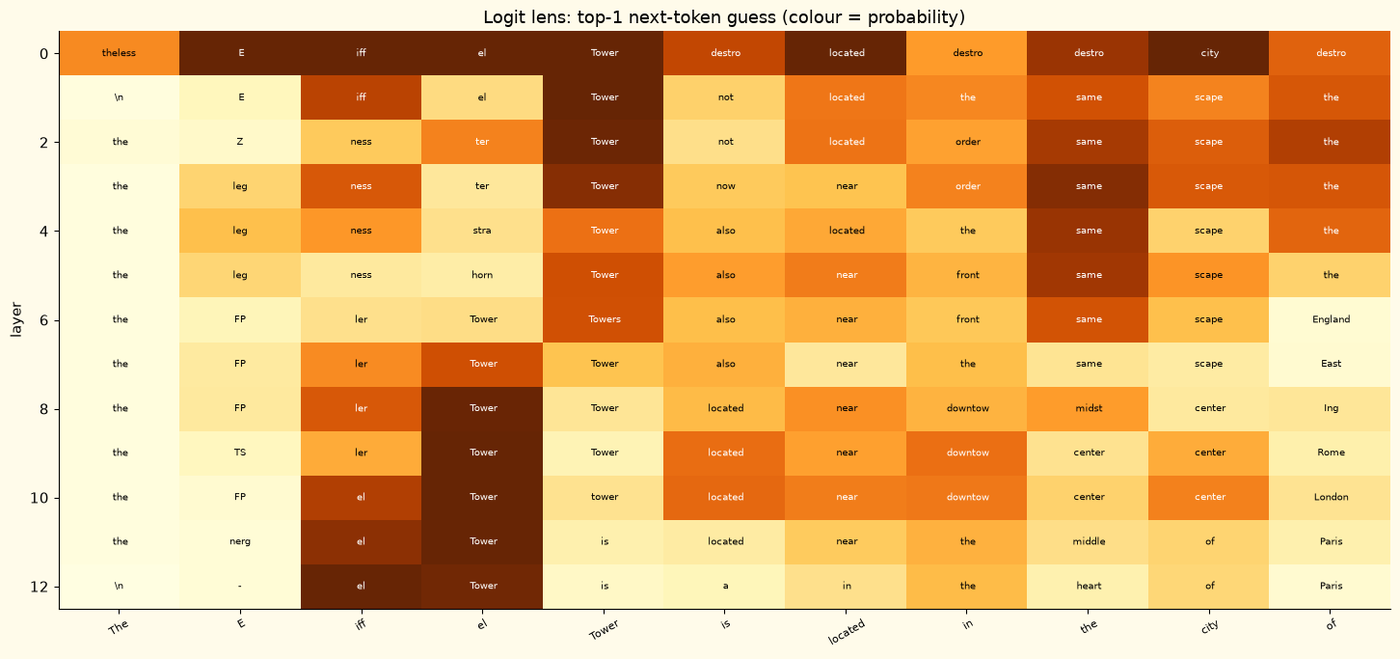 Logit lens: top-1 next-token guess (colour = probability)
0 theless E iff el Tower destro located destro destro city destro
\n E iff el Tower not located the same scape the
2 the Z ness ter Tower not located order same scape the
the leg ness ter Tower now near order same scape the
4 the leg ness stra Tower also located the same scape the
the leg ness horn Tower also near front same scape the
layer
6 the FP ler Tower Towers also near front same scape England
the FP ler Tower Tower also near the same scape East
8 the FP ler Tower Tower located near downtow midst center Ing
the TS ler Tower Tower located near downtow center center Rome
10 the FP el Tower tower located near downtow center center London
the nerg el Tower is located near the middle of Paris
12 \n - el Tower is a in the heart of Paris
The E iff el Tower is located in the city of